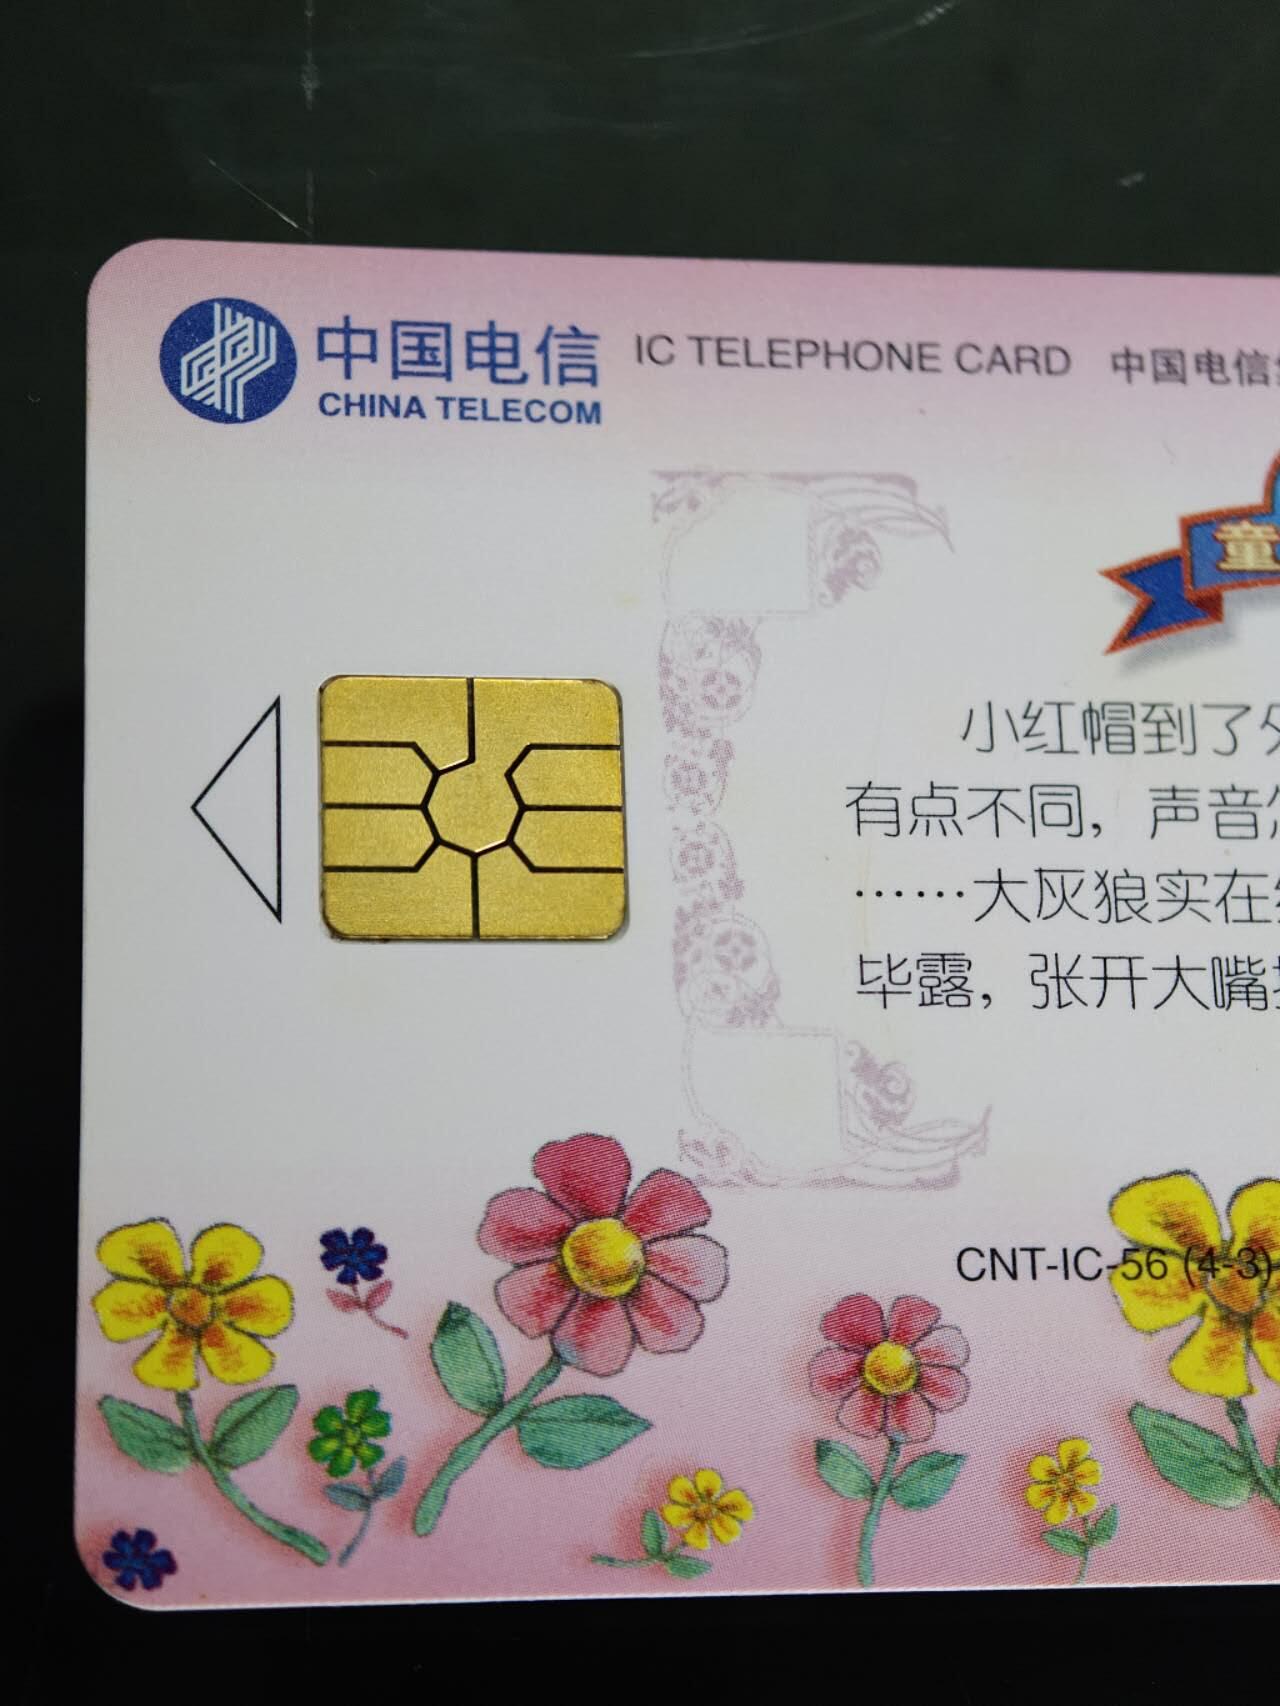 中国电信 IC TELEPHONE CARD 中国电信
CHINA TELECOM
童
小红帽到了
有点不同，声音
……大灰狼实在
毕露，张开大嘴
CNT-IC-56 (4-3)